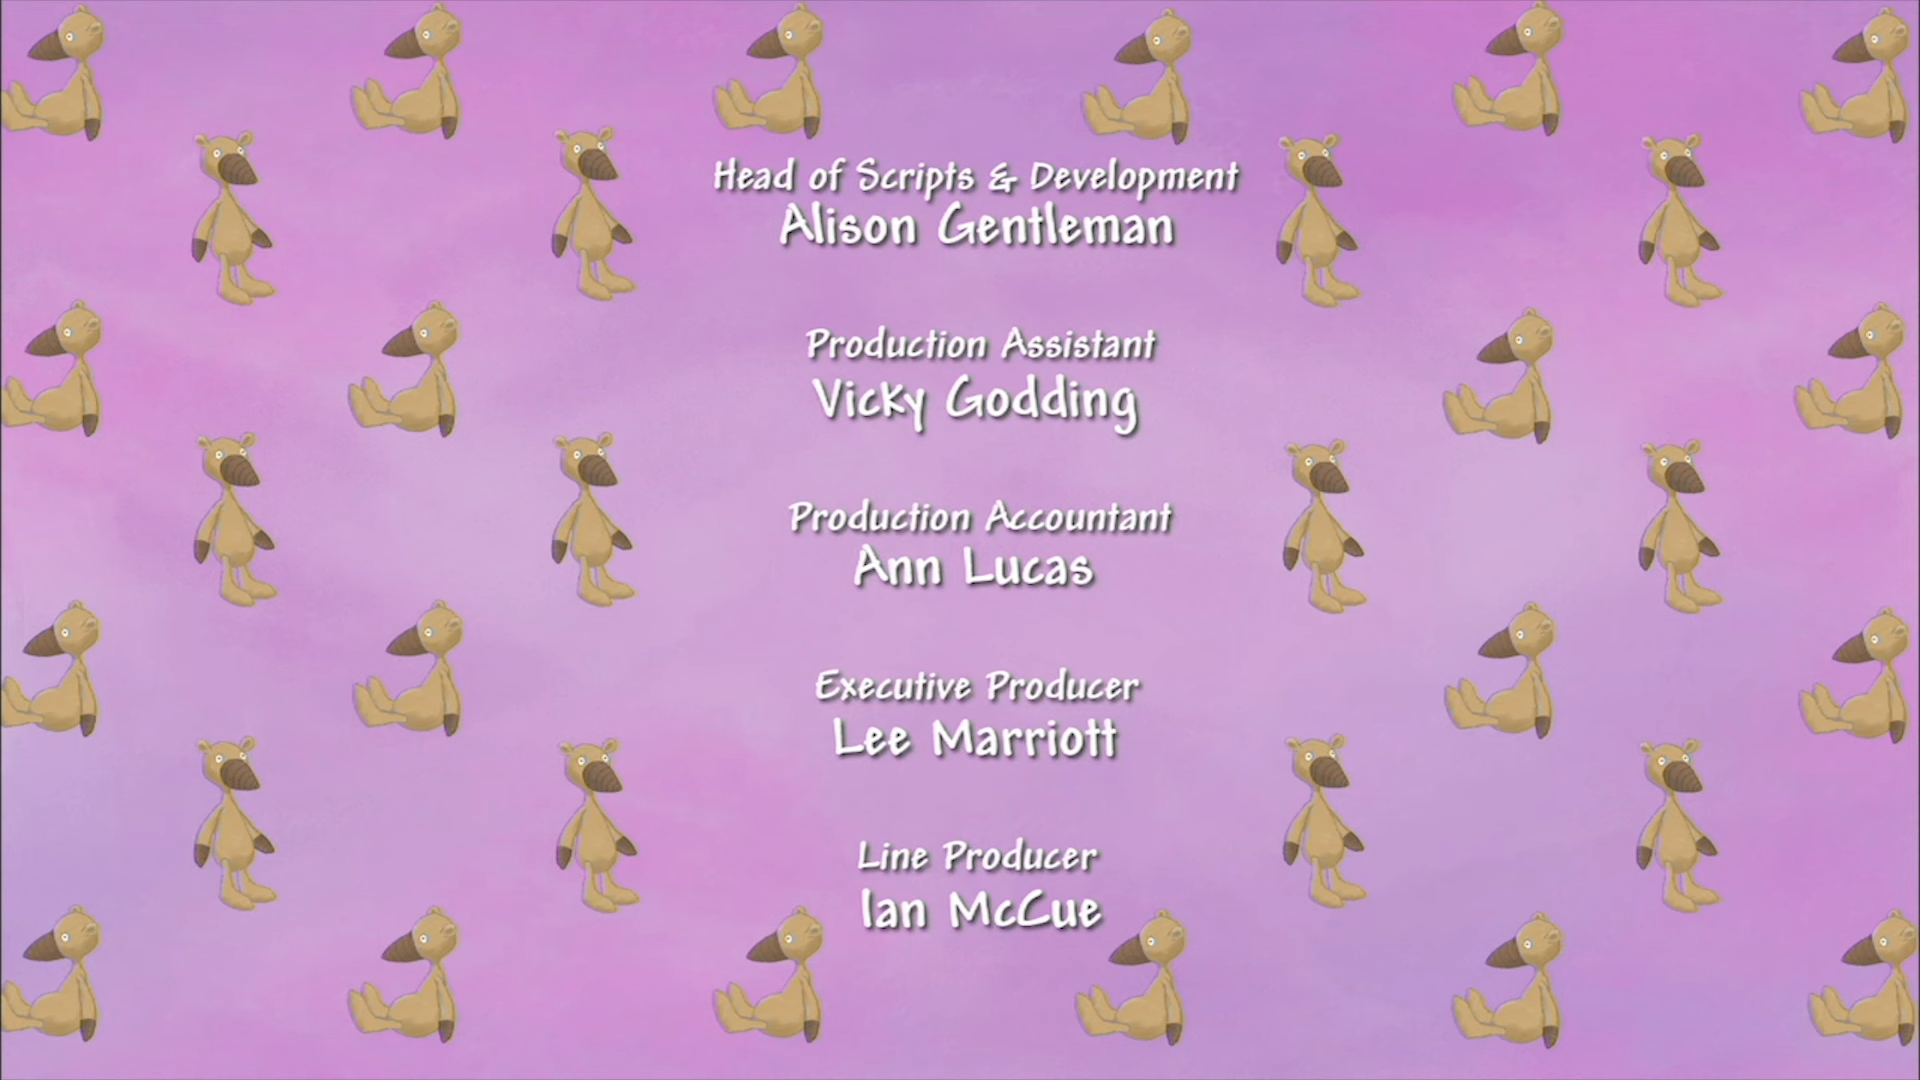 Head of Scripts & Development
Alison Gentleman
Production Assistant
Vicky Godding
Production Accountant
Ann Lucas
Executive Producer
Lee Marriott
Line Producer
Ian McCue